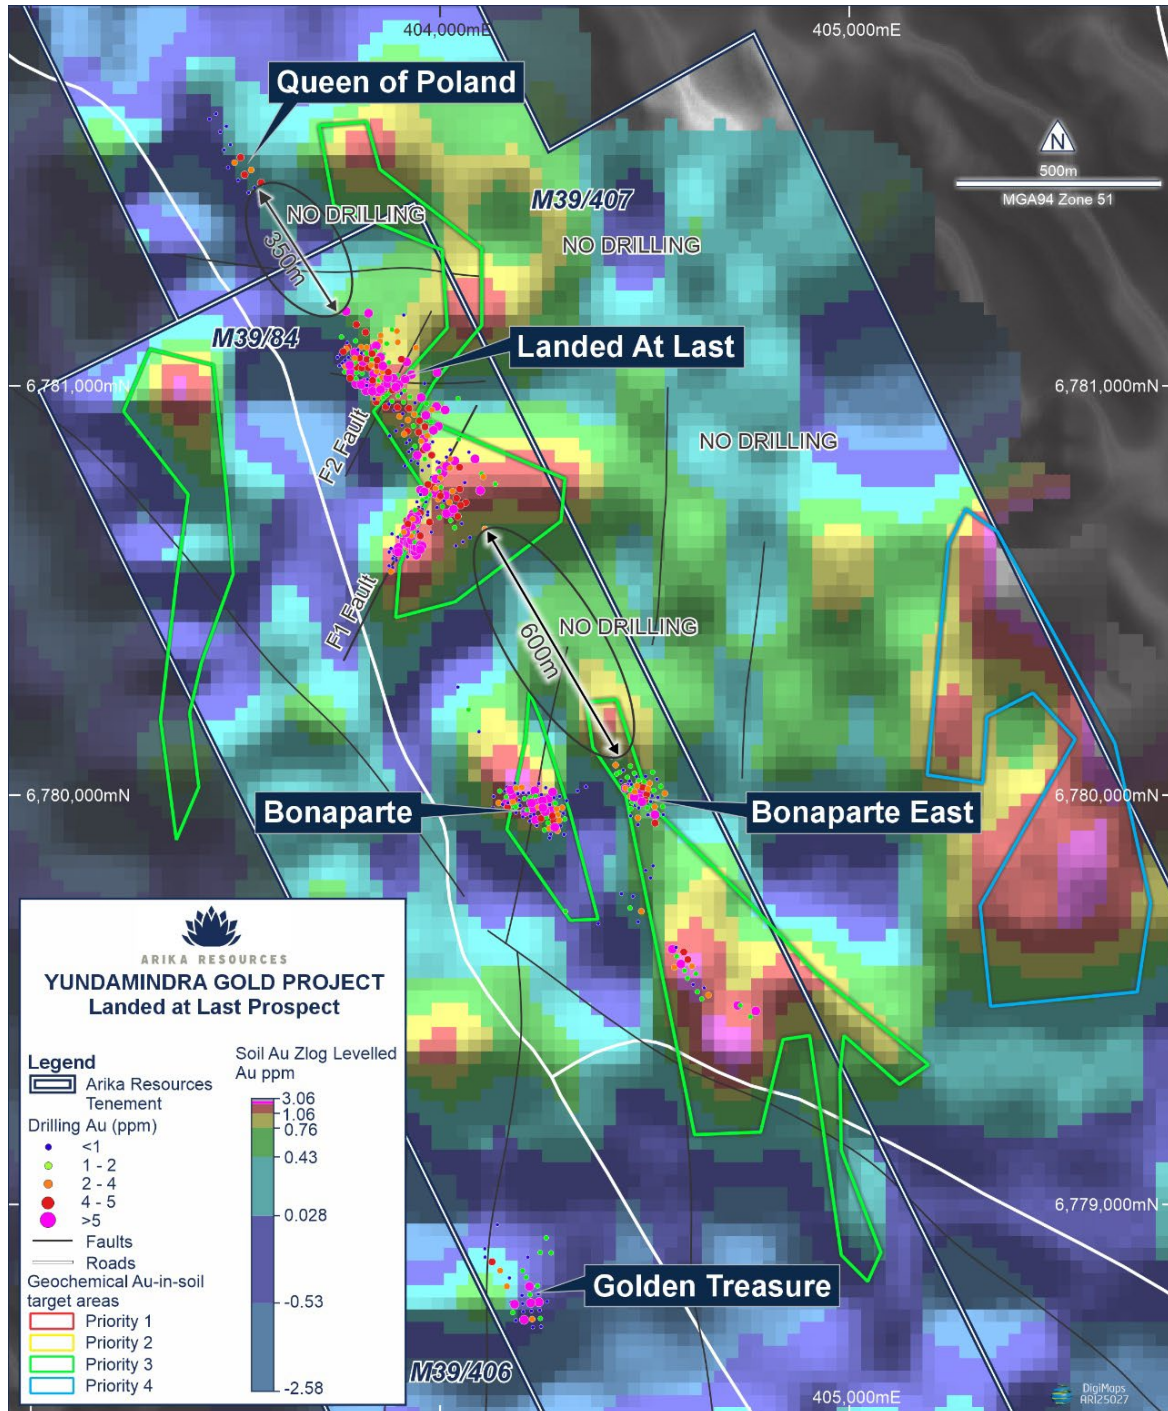 404,000mE
405,000mE
Queen of Poland
N
500m
MGA94 Zone 51
M39/407
NO DRILLING
NO DRILLING
350m
M39/84
Landed At Last
6,781,000mN
6,781,000mN
NO DRILLING
F2 Fault
F1 Fault
NO DRILLING
600m
6,780,000mN
6,780,000mN
Bonaparte
Bonaparte East
ARIKA RESOURCES
YUNDAMINDRA GOLD PROJECT
Landed at Last Prospect
Legend
Arika Resources
Tenement
Drilling Au (ppm)
<1
1 - 2
2 - 4
4 - 5
>5
Faults
Roads
Geochemical Au-in-soil
target areas
Priority 1
Priority 2
Priority 3
Priority 4
Soil Au Zlog Levelled
Au ppm
3.06
1.06
0.76
0.43
0.028
-0.53
-2.58
6,779,000mN
Golden Treasure
M39/406
405,000mE
DigiMaps
ARI25027